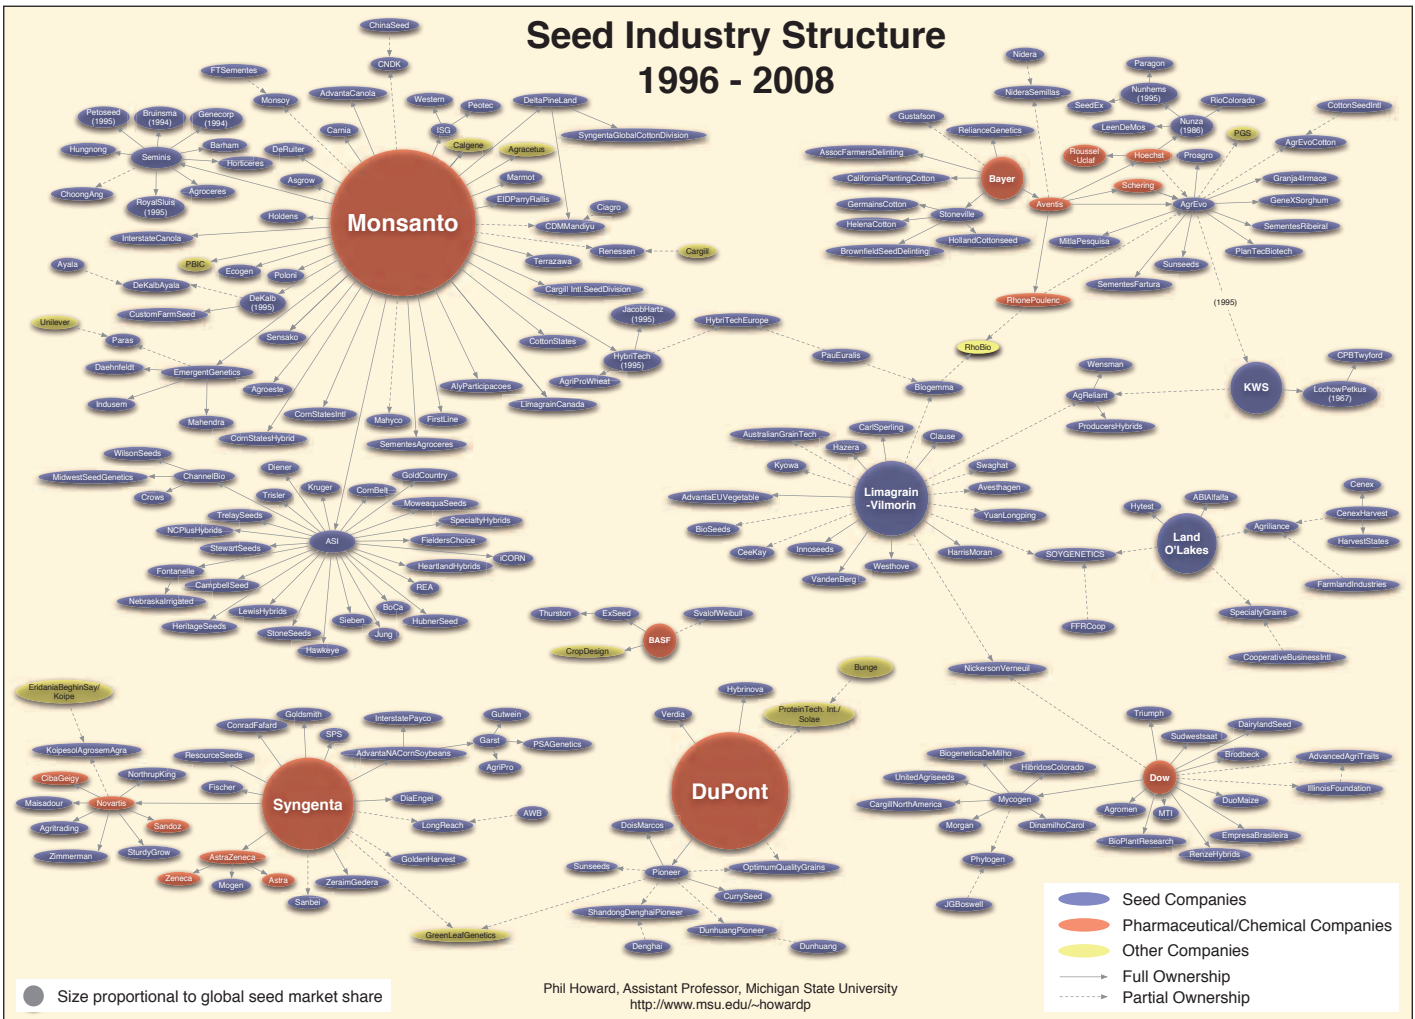 Seed Industry Structure
1996 - 2008
ChinaSeed
CNDK
FTSementes
Monsoy
AdvantaCanola
Western
Peotec
DeltaPineLand
ISG
SyngentaGlobalCottonDivision
Calgene
Agracetus
Carnia
DeRuiter
Asgrow
Petoseed
(1995)
Bruinsma
(1994)
Genecorp
(1994)
Hungnong
Seminis
Barham
Horticeres
ChoongAng
RoyalSluis
(1995)
Agroceres
Holdens
InterstateCanola
Monsanto
Marmot
EIDParryRallis
Ciagro
CDMMandiyu
Renessen
Cargill
Terrazawa
Cargill Intl.SeedDivision
PBIC
Ecogen
Poloni
Ayala
DeKalbAyala
DeKalb
(1995)
CustomFarmSeed
Unilever
Paras
Sensako
Daehnfeldt
EmergentGenetics
Indusem
Mahendra
Agroeste
CornStatesHybrid
CornStatesIntl
Mahyco
FirstLine
SementesAgroceres
AlyParticipacoes
LimagrainCanada
CottonStates
JacobHartz
(1995)
HybriTech
(1995)
AgriProWheat
HybriTechEurope
PauEuralis
Biogemma
RhoBio
Nidera
NideraSemillas
Gustafson
RelianceGenetics
AssocFarmersDelinting
CaliforniaPlantingCotton
Bayer
GermainsCotton
Stoneville
HelenaCotton
HollandCottonseed
BrownfieldSeedDelinting
Paragon
Nunhems
(1995)
SeedEx
RioColorado
LeenDeMos
Nunza
(1986)
CottonSeedIntl
PGS
AgrEvoCotton
Roussel
-Uclaf
Hoechst
Proagro
Schering
Granja4Irmaos
Aventis
AgrEvo
GeneXSorghum
SementesRibeiral
MitlaPesquisa
PlanTecBiotech
Sunseeds
SementesFartura
RhonePoulenc
(1995)
KWS
CPBTwyford
LochowPetkus
(1967)
Wensman
AgReliant
ProducersHybrids
WilsonSeeds
MidwestSeedGenetics
ChannelBio
Crows
Diener
Trisler
Kruger
CornBelt
GoldCountry
MoweaquaSeeds
TrelaySeeds
SpecialtyHybrids
NCPlusHybrids
StewartSeeds
ASI
FieldersChoice
iCORN
HeartlandHybrids
Fontanelle
CampbellSeed
REA
NebraskaIrrigated
LewisHybrids
BoCa
HeritageSeeds
StoneSeeds
Sieben
Jung
HubnerSeed
Hawkeye
AustralianGrainTech
CarlSperling
Hazera
Clause
Kyowa
Swaghat
AdvantaEUVegetable
Limagrain
-Vilmorin
Avesthagen
BioSeeds
YuanLongping
CeeKay
Innoseeds
HarrisMoran
VandenBerg
Westhove
SOYGENETICS
FFRCoop
Hytest
ABIAlfalfa
Land
O'Lakes
Agriliance
Cenex
CenexHarvest
HarvestStates
FarmlandIndustries
SpecialtyGrains
CooperativeBusinessIntl
Thurston
ExSeed
SvalofWeibull
BASF
CropDesign
NickersonVerneuil
EridaniaBeghinSay/
Koipe
KoipesolAgrosemAgra
CibaGeigy
NorthrupKing
Maisadour
Novartis
Agritrading
Sandoz
Zimmerman
SturdyGrow
Goldsmith
ConradFafard
SPS
InterstatePayco
ResourceSeeds
AdvantaNACornSoybeans
Fischer
Syngenta
Gutwein
Garst
PSAGenetics
AgriPro
DiaEngei
LongReach
AWB
GoldenHarvest
AstraZeneca
Zeneca
Mogen
Astra
Sanbei
ZeraimGedera
GreenLeafGenetics
Bunge
Hybrinova
ProteinTech. Int./
Solae
Verdia
DuPont
DoisMarcos
Sunseeds
Pioneer
OptimumQualityGrains
CurrySeed
ShandongDenghaiPioneer
DunhuangPioneer
Denghai
Dunhuang
Triumph
Sudwestsaat
DairylandSeed
Brodbeck
AdvancedAgriTraits
Dow
IllinoisFoundation
DuoMaize
Agromen
MTI
EmpresaBrasileira
BioPlantResearch
RenzeHybrids
BiogeneticaDeMilho
HibridosColorado
UnitedAgriseeds
Mycogen
CargillNorthAmerica
Morgan
DinamilhoCarol
Phytogen
JGBoswell
Seed Companies
Pharmaceutical/Chemical Companies
Other Companies
Full Ownership
Partial Ownership
Size proportional to global seed market share
Phil Howard, Assistant Professor, Michigan State University
http://www.msu.edu/~howardp